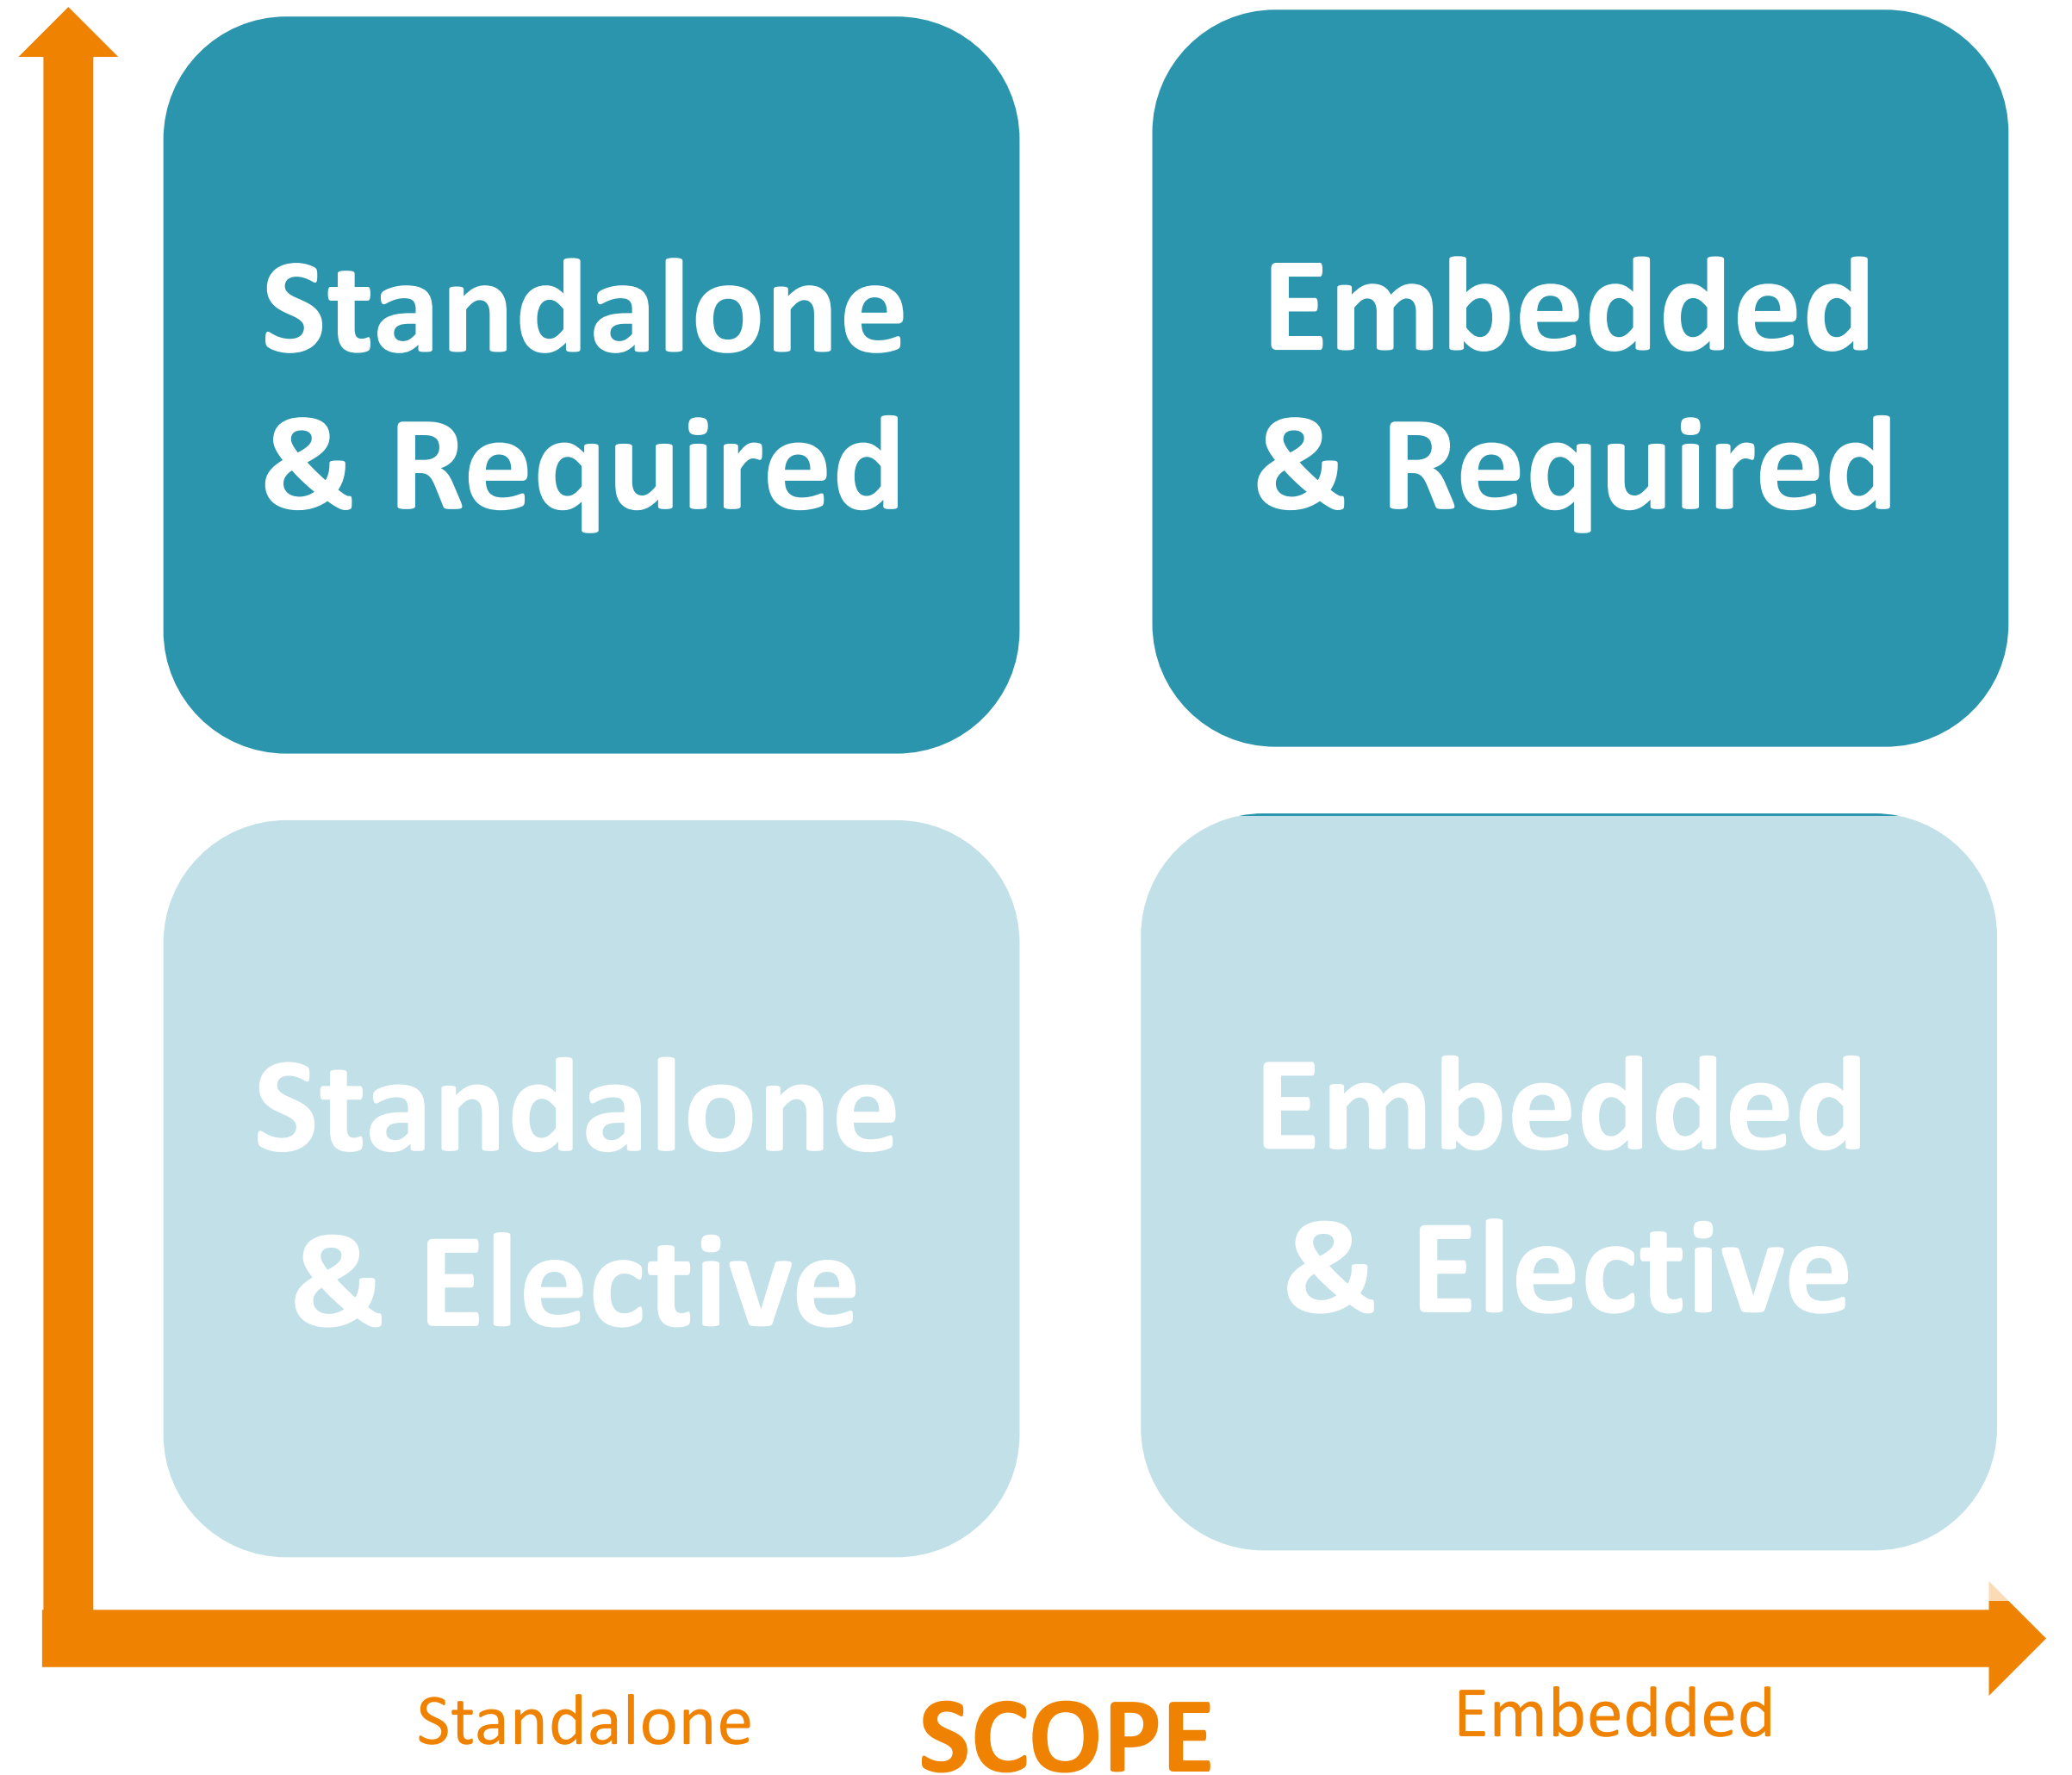 Standalone
& Required
Embedded
& Required
Standalone
& Elective
Embedded
& Elective
Standalone
SCOPE
Embedded